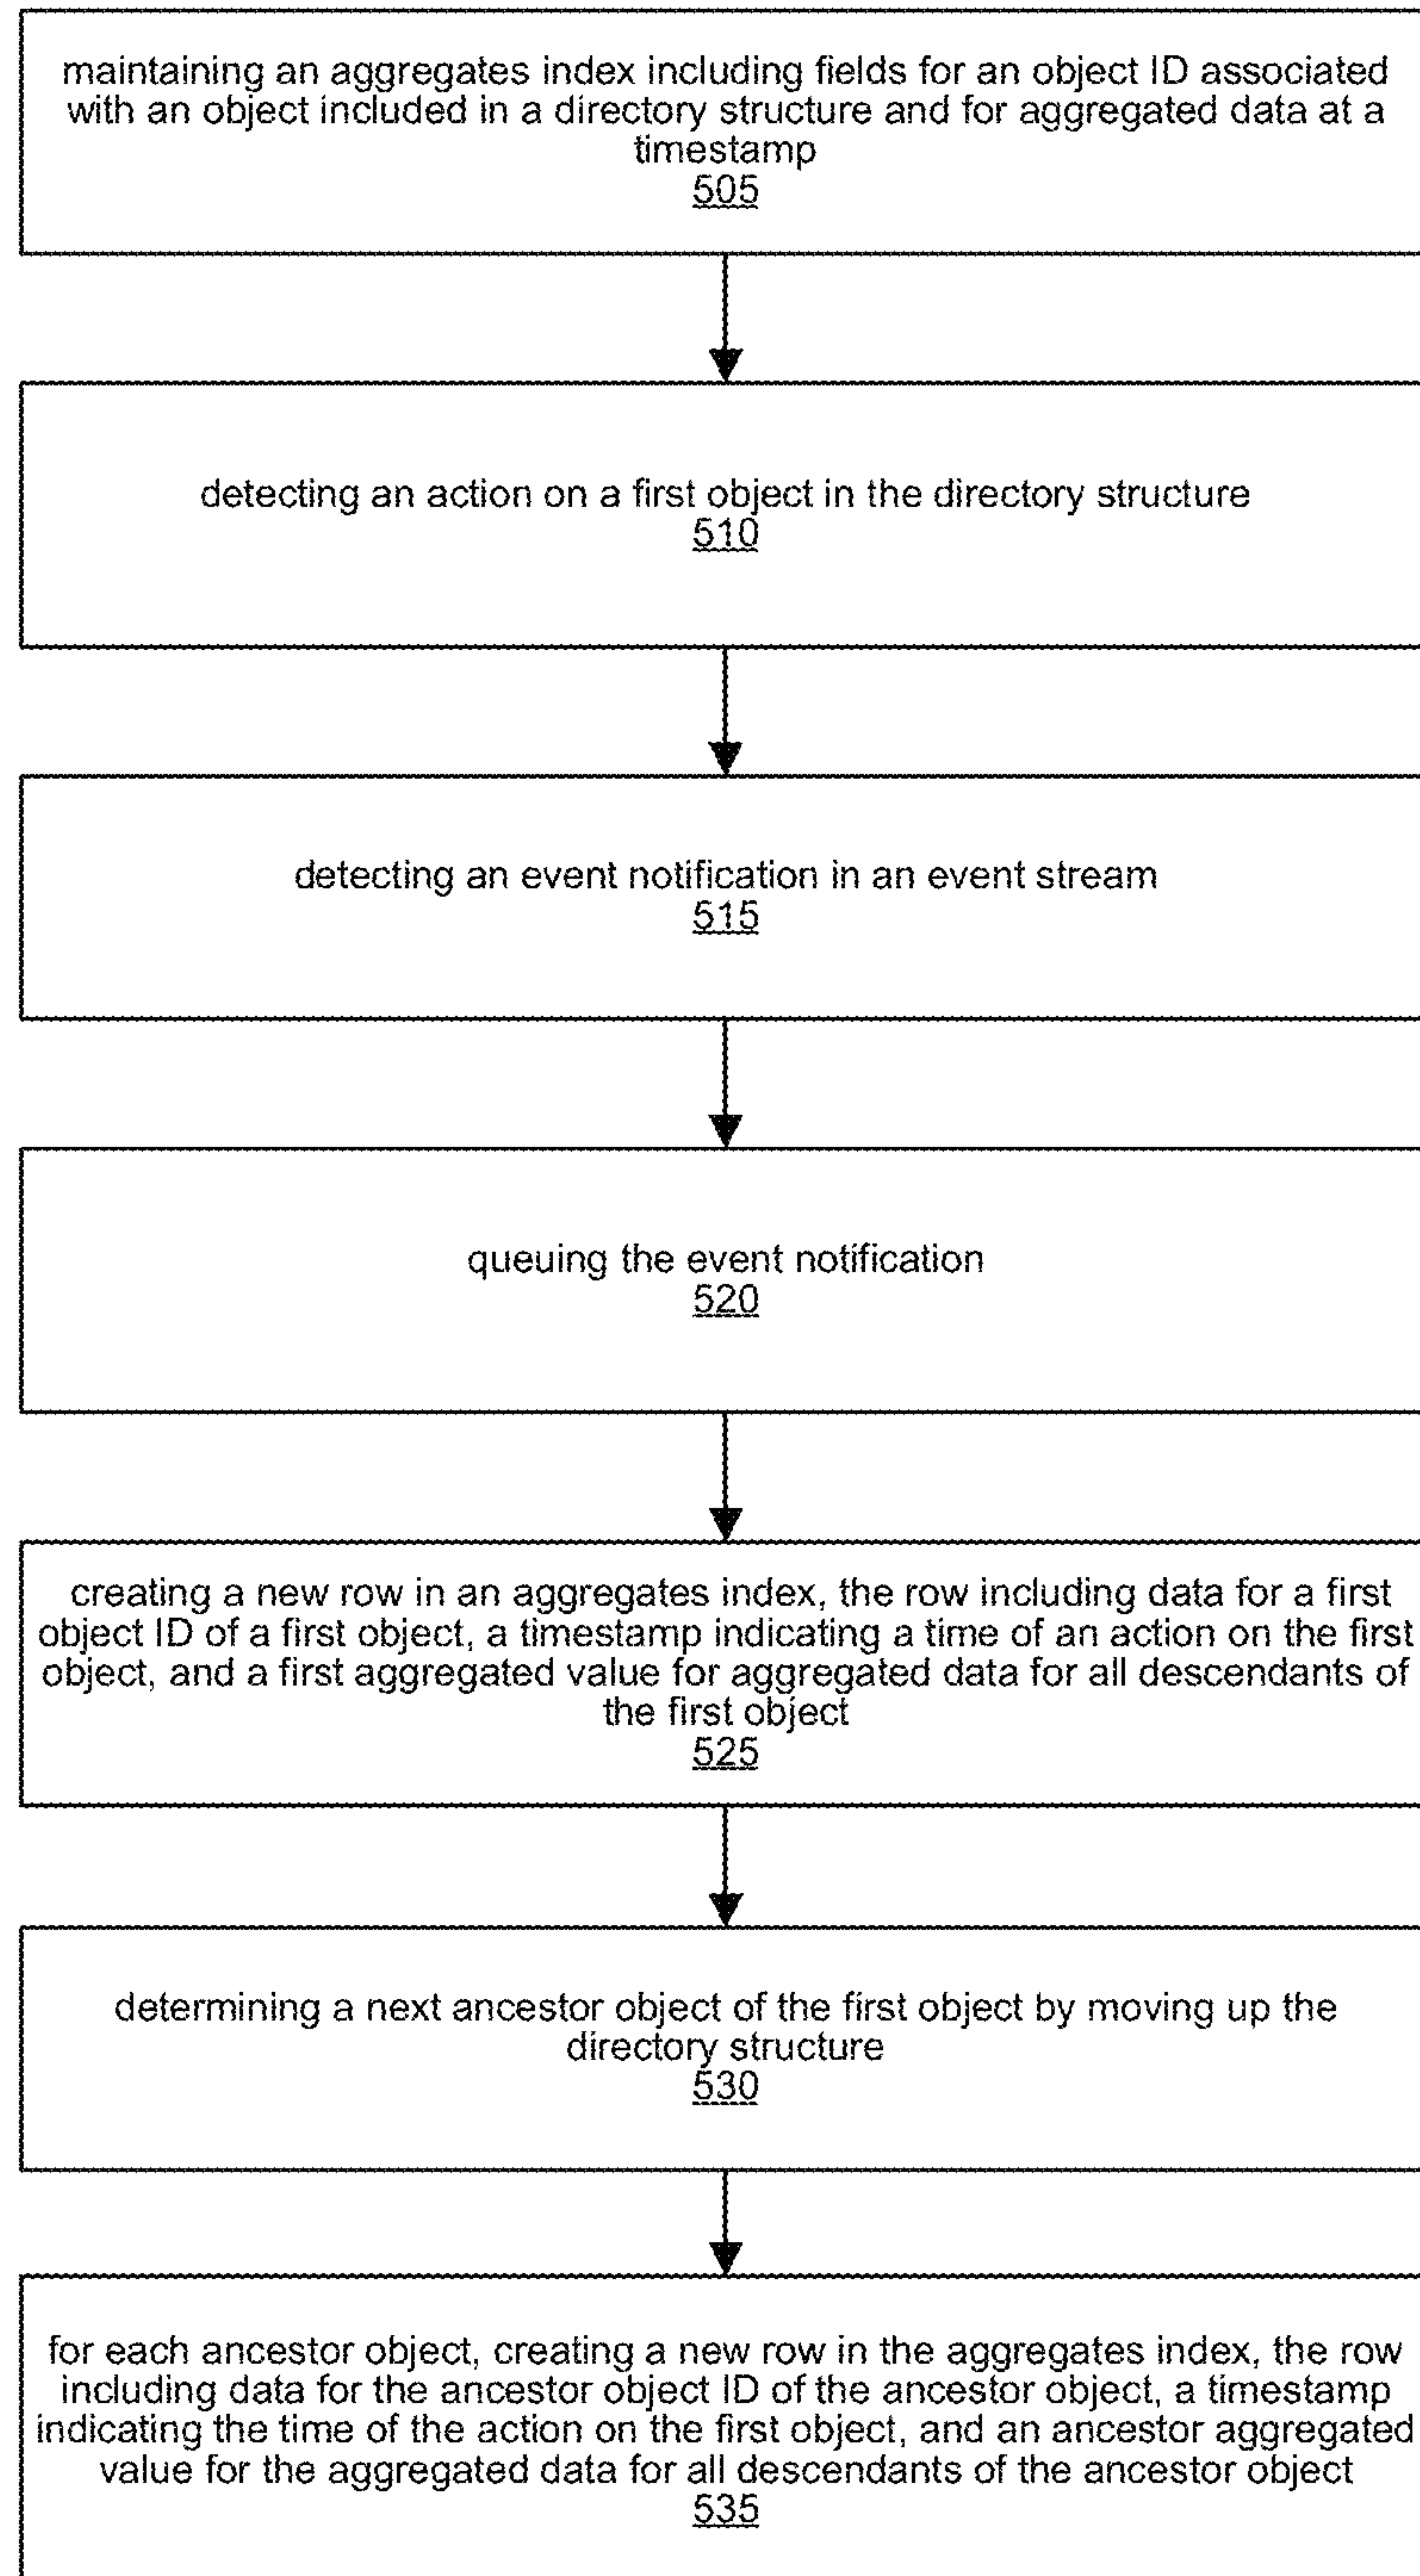 maintaining an aggregates index including fields for an object ID associated
with an object included in a directory structure and for aggregated data at a
timestamp
505
detecting an action on a first object in the directory structure
510
detecting an event notification in an event stream
515
queuing the event notification
520
creating a new row in an aggregates index, the row including data for a first
object ID of a first object, a timestamp indicating a time of an action on the first
object, and a first aggregated value for aggregated data for all descendants of
the first object
525
determining a next ancestor object of the first object by moving up the
directory structure
530
for each ancestor object, creating a new row in the aggregates index, the row
including data for the ancestor object ID of the ancestor object, a timestamp
indicating the time of the action on the first object, and an ancestor aggregated
value for the aggregated data for all descendants of the ancestor object
535